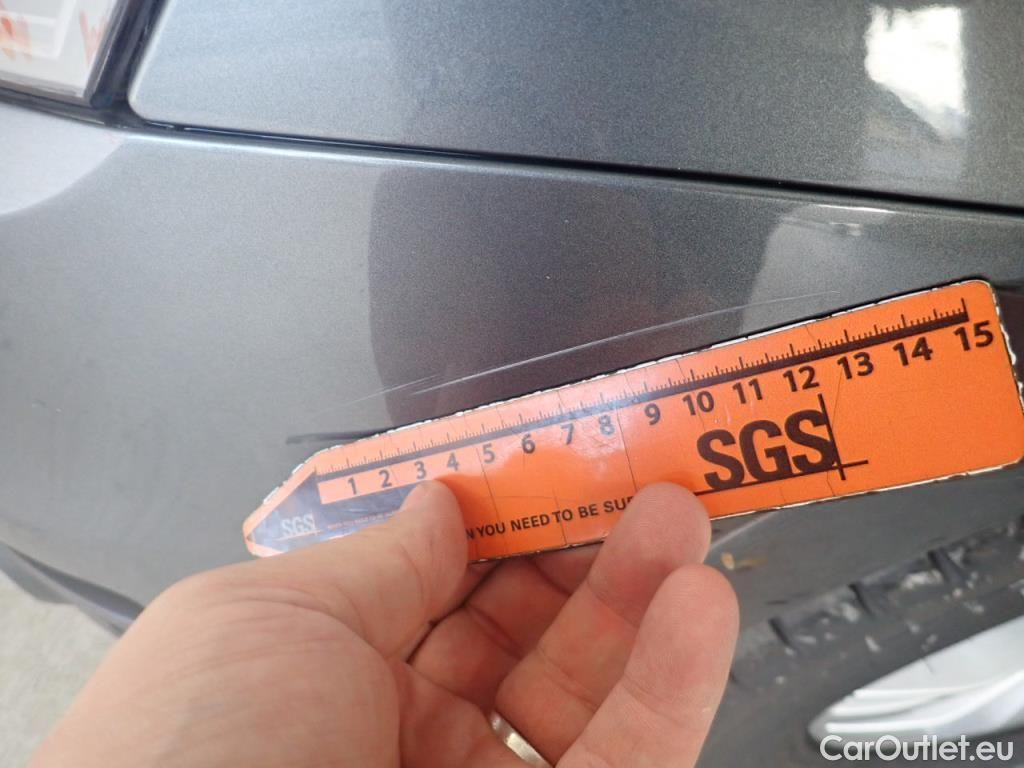 1 2 3 4 5 6 7 8 9 10 11 12 13 14 15
SGS
SGS
N YOU NEED TO BE SU
CarOutlet.eu